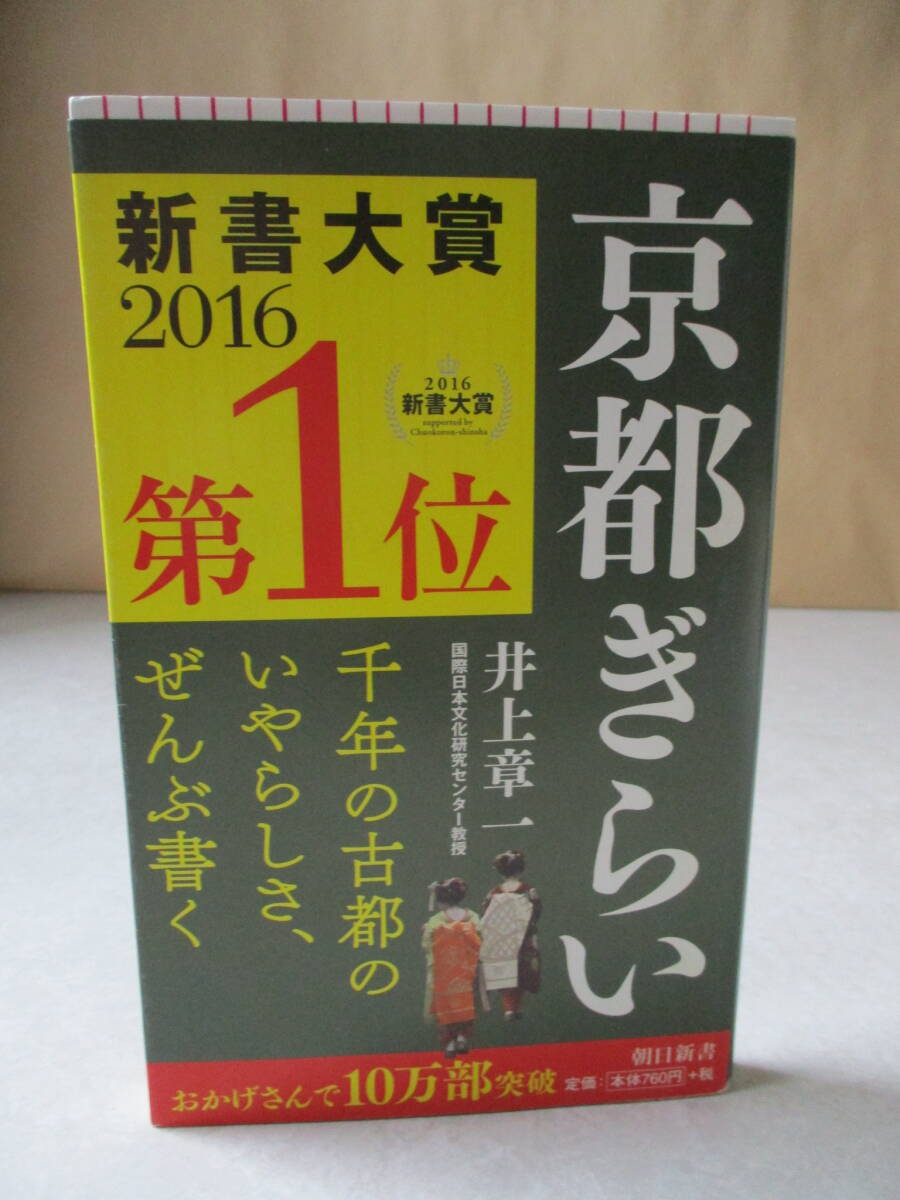 京都ぎらい
井上章一
国際日本文化研究センター教授
新書大賞
2016
第1位
2016
新書大賞
supported by
Chuokoron-shinsha
千年の古都の
いやらしさ、
ぜんぶ書く
朝日新書
おかげさんで10万部突破
定価:本体760円+税